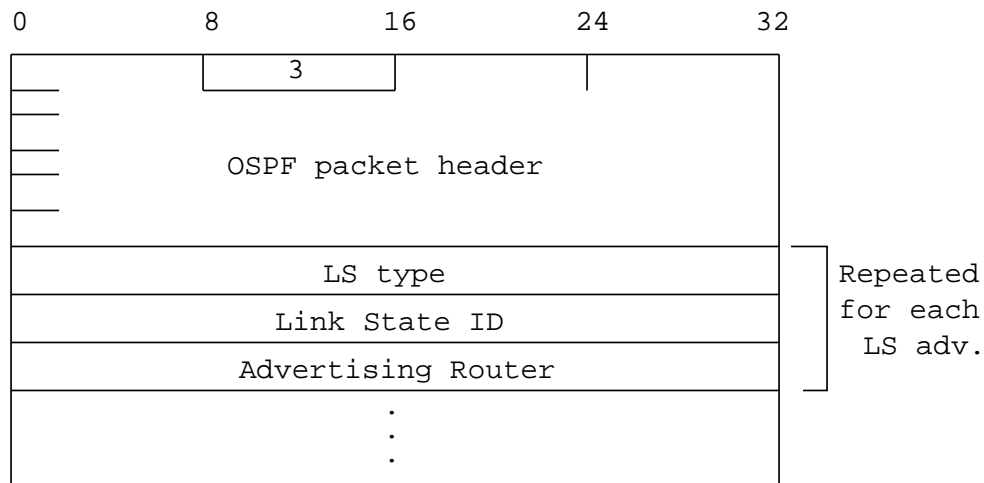 0 8 16 24 32
3
OSPF packet header
LS type
Link State ID
Advertising Router
Repeated
for each
LS adv.
.
.
.